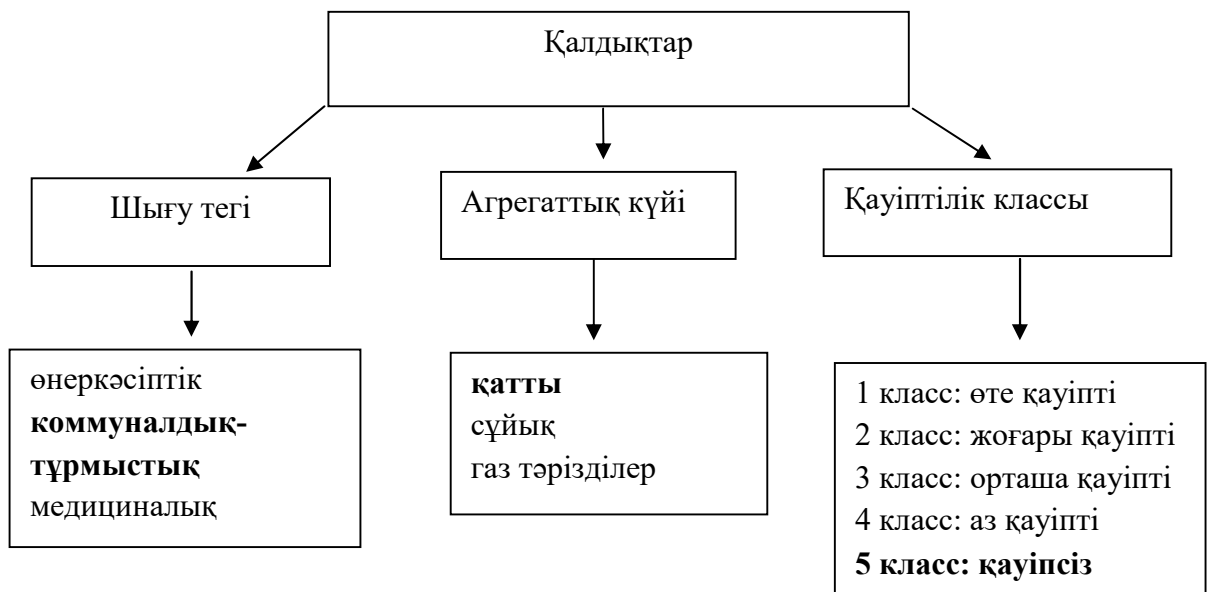 Қалдықтар
Шығу тегі
Агрегаттық күйі
Қауіптілік классы
өнеркәсіптік
коммуналдық-
тұрмыстық
медициналық
қатты
сұйық
газ тәрізділер
1 класс: өте қауіпті
2 класс: жоғары қауіпті
3 класс: орташа қауіпті
4 класс: аз қауіпті
5 класс: қауіпсіз